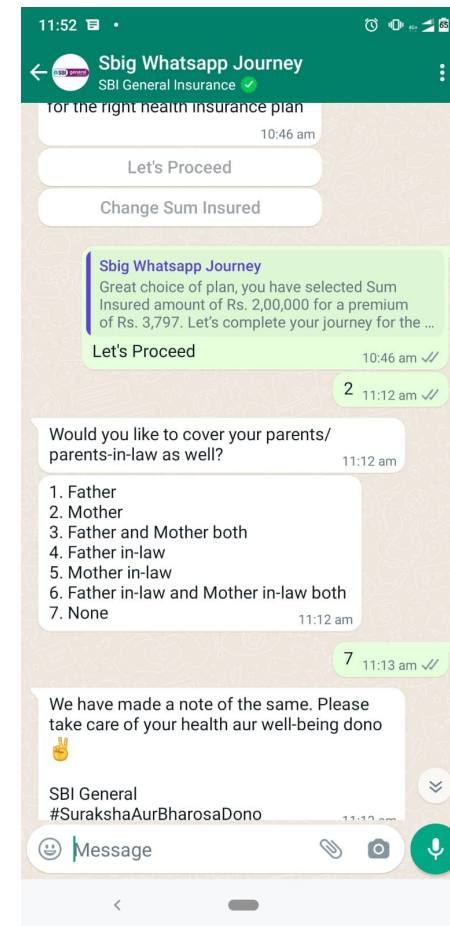 11:52
65
Sbig Whatsapp Journey
SBI General Insurance
for the right health insurance plan
10:46 am
Let's Proceed
Change Sum Insured
Sbig Whatsapp Journey
Great choice of plan, you have selected Sum
Insured amount of Rs. 2,00,000 for a premium
of Rs. 3,797. Let's complete your journey for the ...
Let's Proceed
10:46 am
2 11:12 am
Would you like to cover your parents/
parents-in-law as well?
11:12 am
1. Father
2. Mother
3. Father and Mother both
4. Father in-law
5. Mother in-law
6. Father in-law and Mother in-law both
7. None
11:12 am
7 11:13 am
We have made a note of the same. Please
take care of your health aur well-being dono
✌️
SBI General
#SurakshaAurBharosaDono
Message